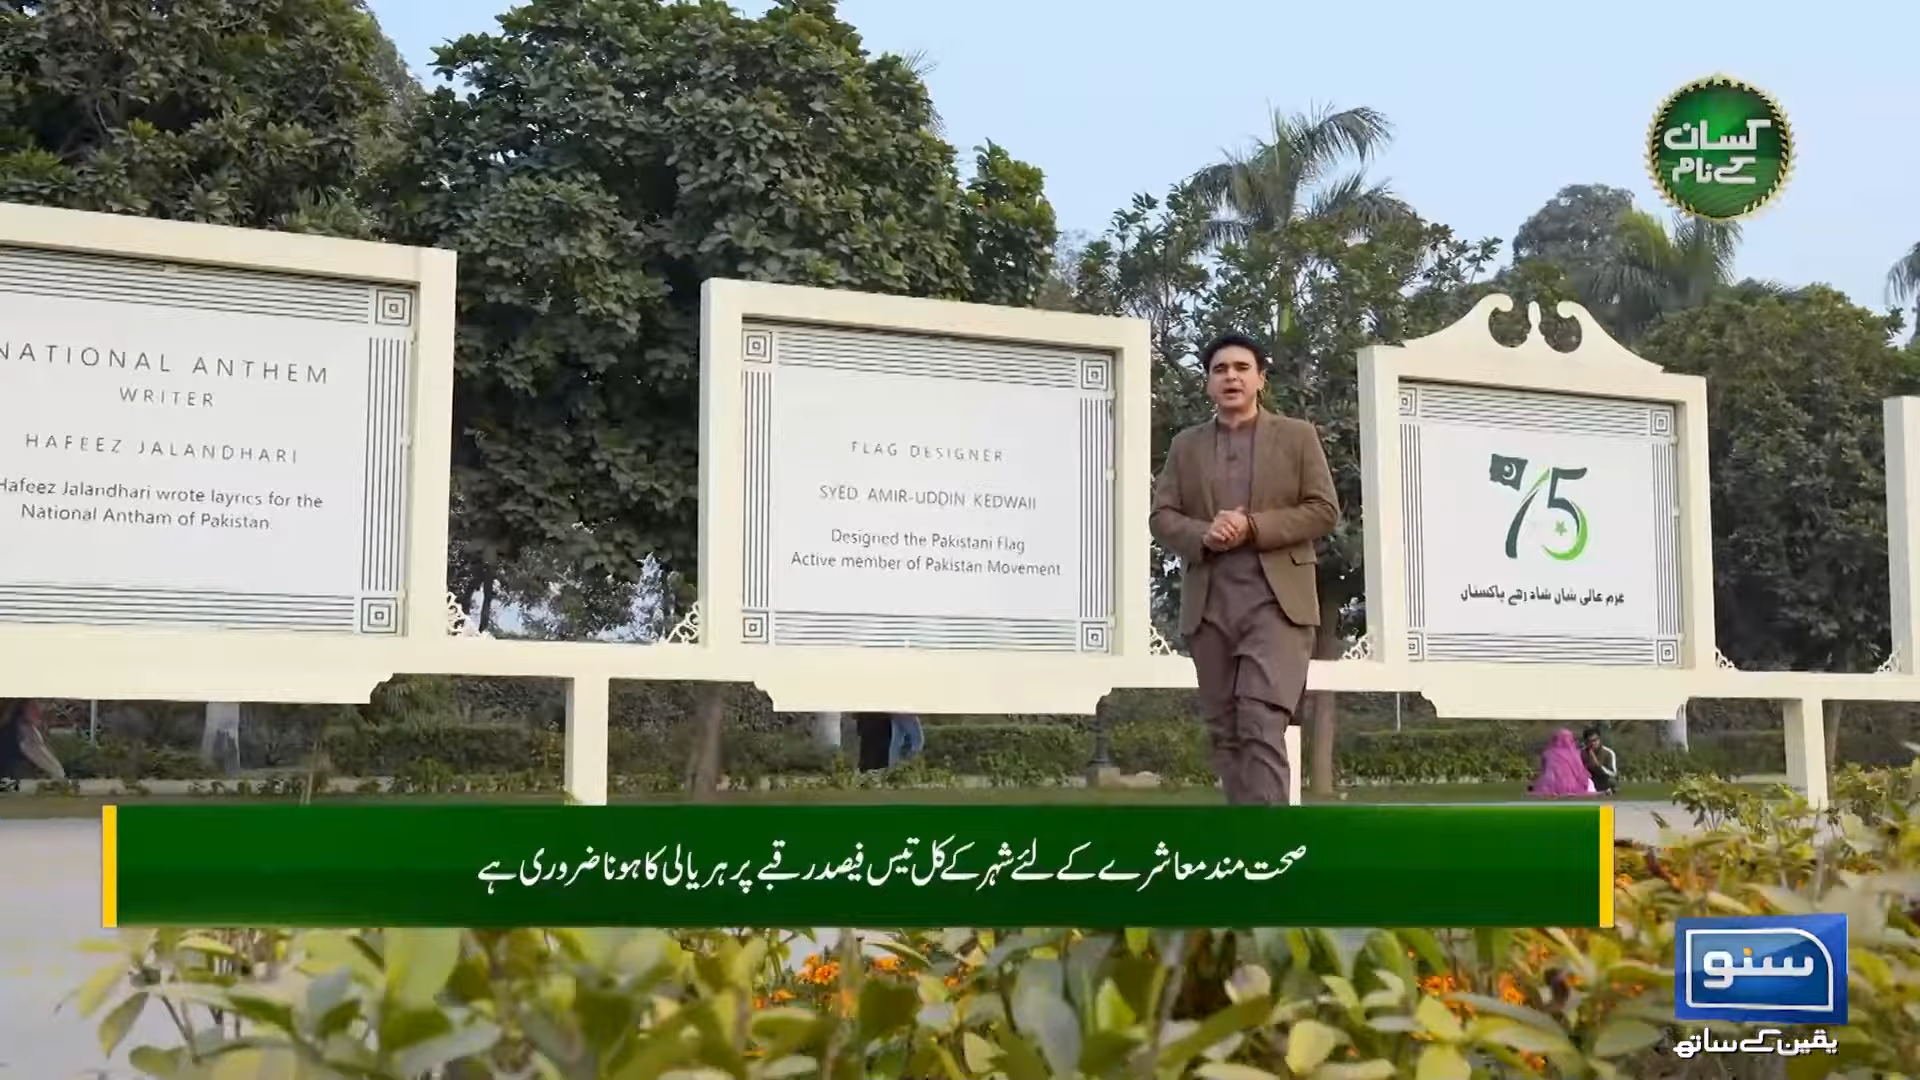 کسان
کے نام
NATIONAL ANTHEM
WRITER
HAFEEZ JALANDHARI
Hafeez Jalandhari wrote layrics for the
National Antham of Pakistan
FLAG DESIGNER
SYED AMIR-UDDIN KEDWAII
Designed the Pakistani Flag
Active member of Pakistan Movement
75
عزم عالی شان شاد رہے پاکستان
صحت مند معاشرے کے لئے شہر کے کل تیس فیصد رقبے پر ہریالی کا ہونا ضروری ہے
سنو
یقین کے ساتھ